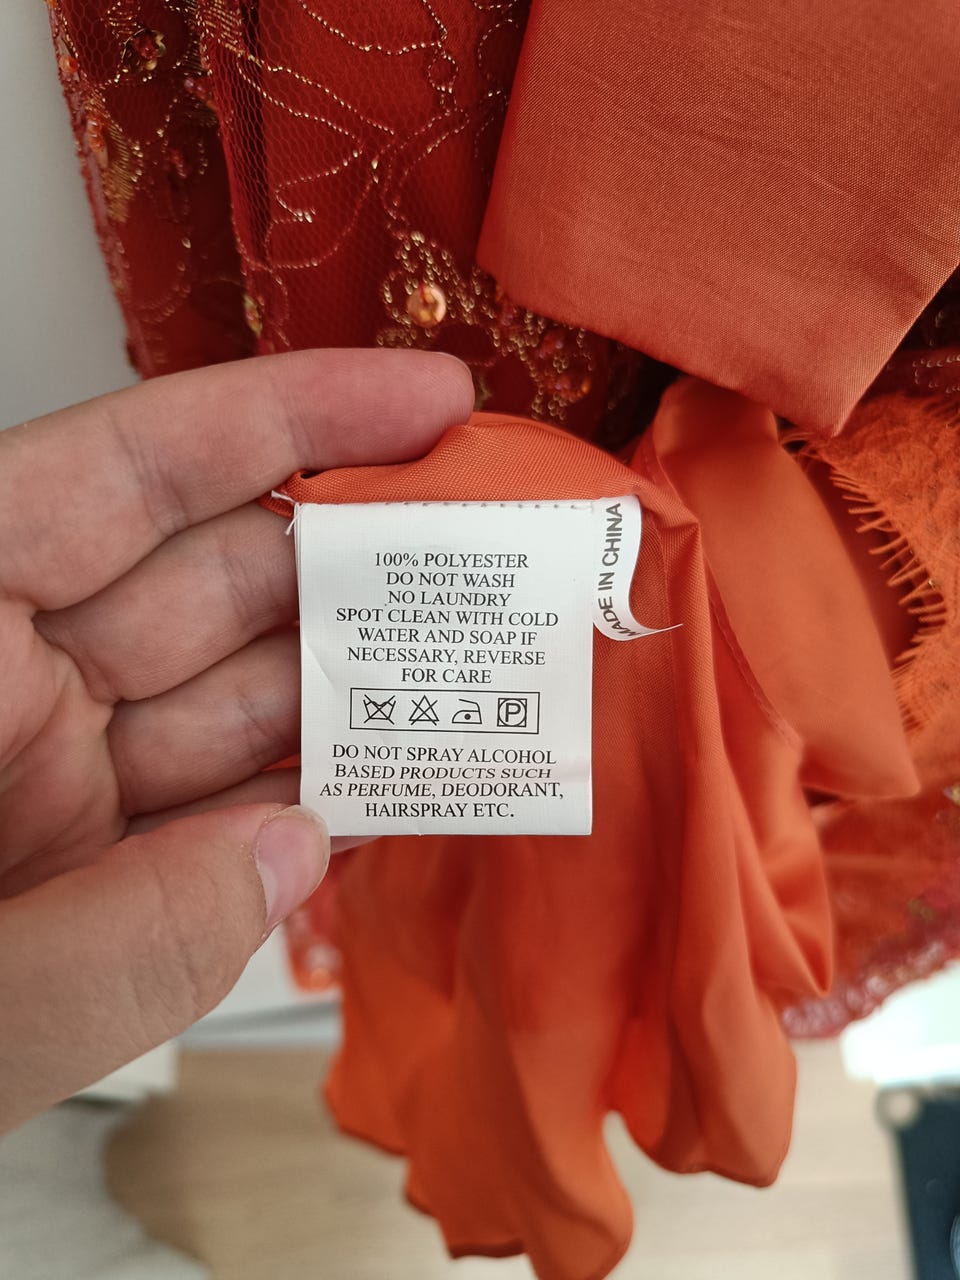 100% POLYESTER
DO NOT WASH
NO LAUNDRY
SPOT CLEAN WITH COLD
WATER AND SOAP IF
NECESSARY, REVERSE
FOR CARE
P
DO NOT SPRAY ALCOHOL
BASED PRODUCTS SUCH
AS PERFUME, DEODORANT,
HAIRSPRAY ETC.
MADE IN CHINA